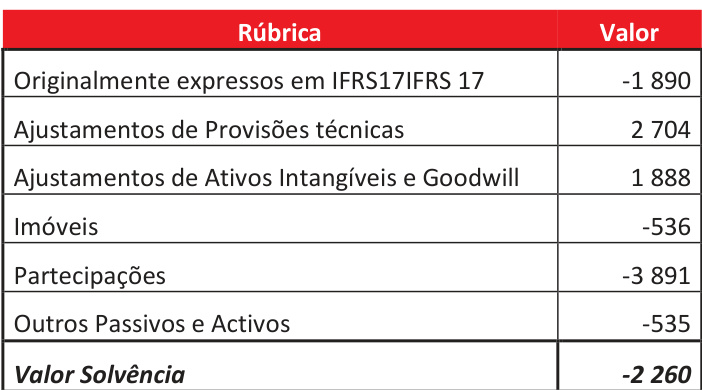 Rúbrica Valor
Originalmente expressos em IFRS17IFRS 17 -1 890
Ajustamentos de Provisões técnicas 2 704
Ajustamentos de Ativos Intangíveis e Goodwill 1 888
Imóveis -536
Partecipações -3 891
Outros Passivos e Activos -535
Valor Solvência -2 260